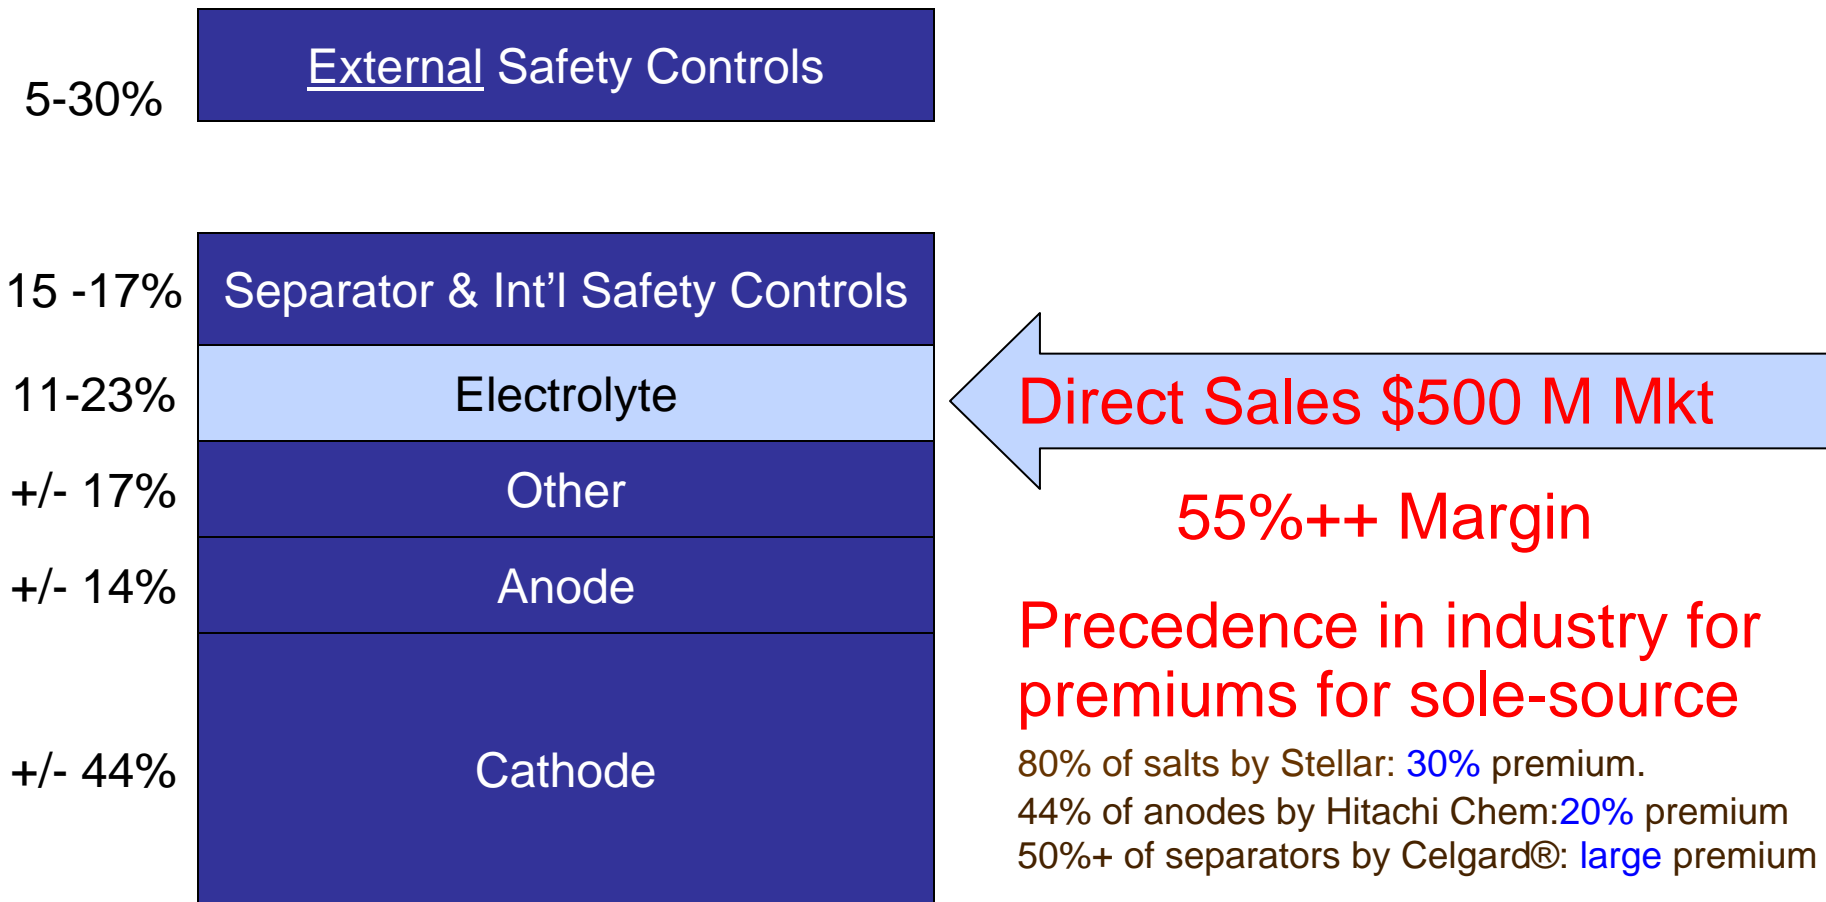 External Safety Controls
5-30%
15 -17%
Separator & Int'l Safety Controls
11-23%
Electrolyte
Direct Sales $500 M Mkt
+/- 17%
Other
55%++ Margin
+/- 14%
Anode
Precedence in industry for
premiums for sole-source
+/- 44%
Cathode
80% of salts by Stellar: 30% premium.
44% of anodes by Hitachi Chem:20% premium
50%+ of separators by Celgard®: large premium